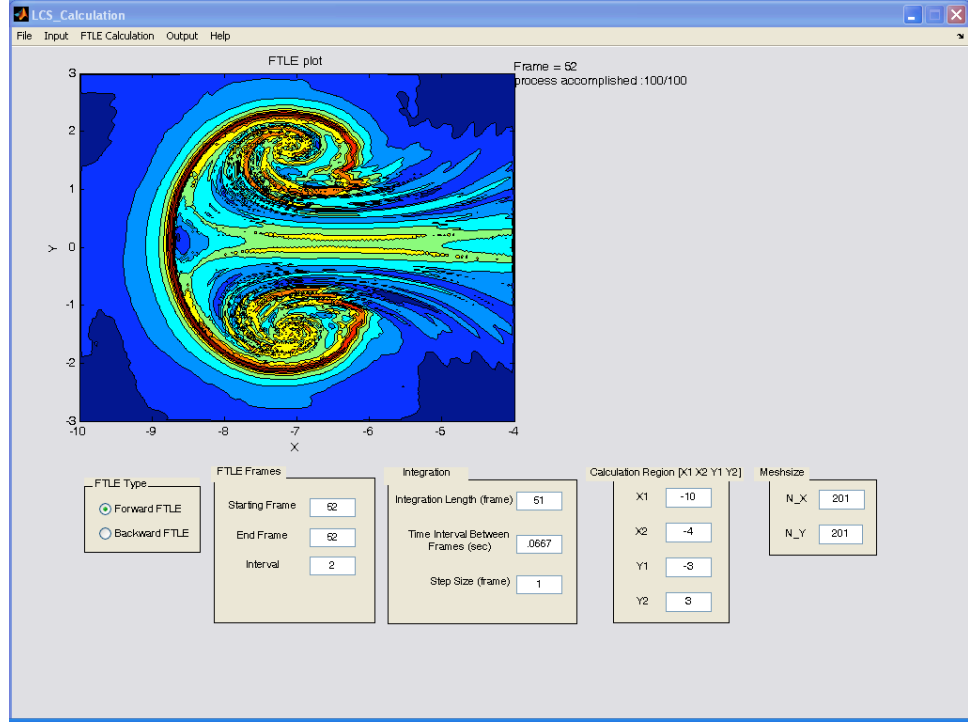 LCS_Calculation
File Input FTLE Calculation Output Help
FTLE plot
Frame = 52
process accomplished :100/100
3
2
1
0
-1
-2
-3
Y
-10 -9 -8 -7 -6 -5 -4
X
FTLE Type
Forward FTLE
Backward FTLE
FTLE Frames
Starting Frame 52
End Frame 52
Interval 2
Integration
Integration Length (frame) 51
Time Interval Between
Frames (sec) .0667
Step Size (frame) 1
Calculation Region [X1 X2 Y1 Y2]
X1 -10
X2 -4
Y1 -3
Y2 3
Meshsize
N_X 201
N_Y 201